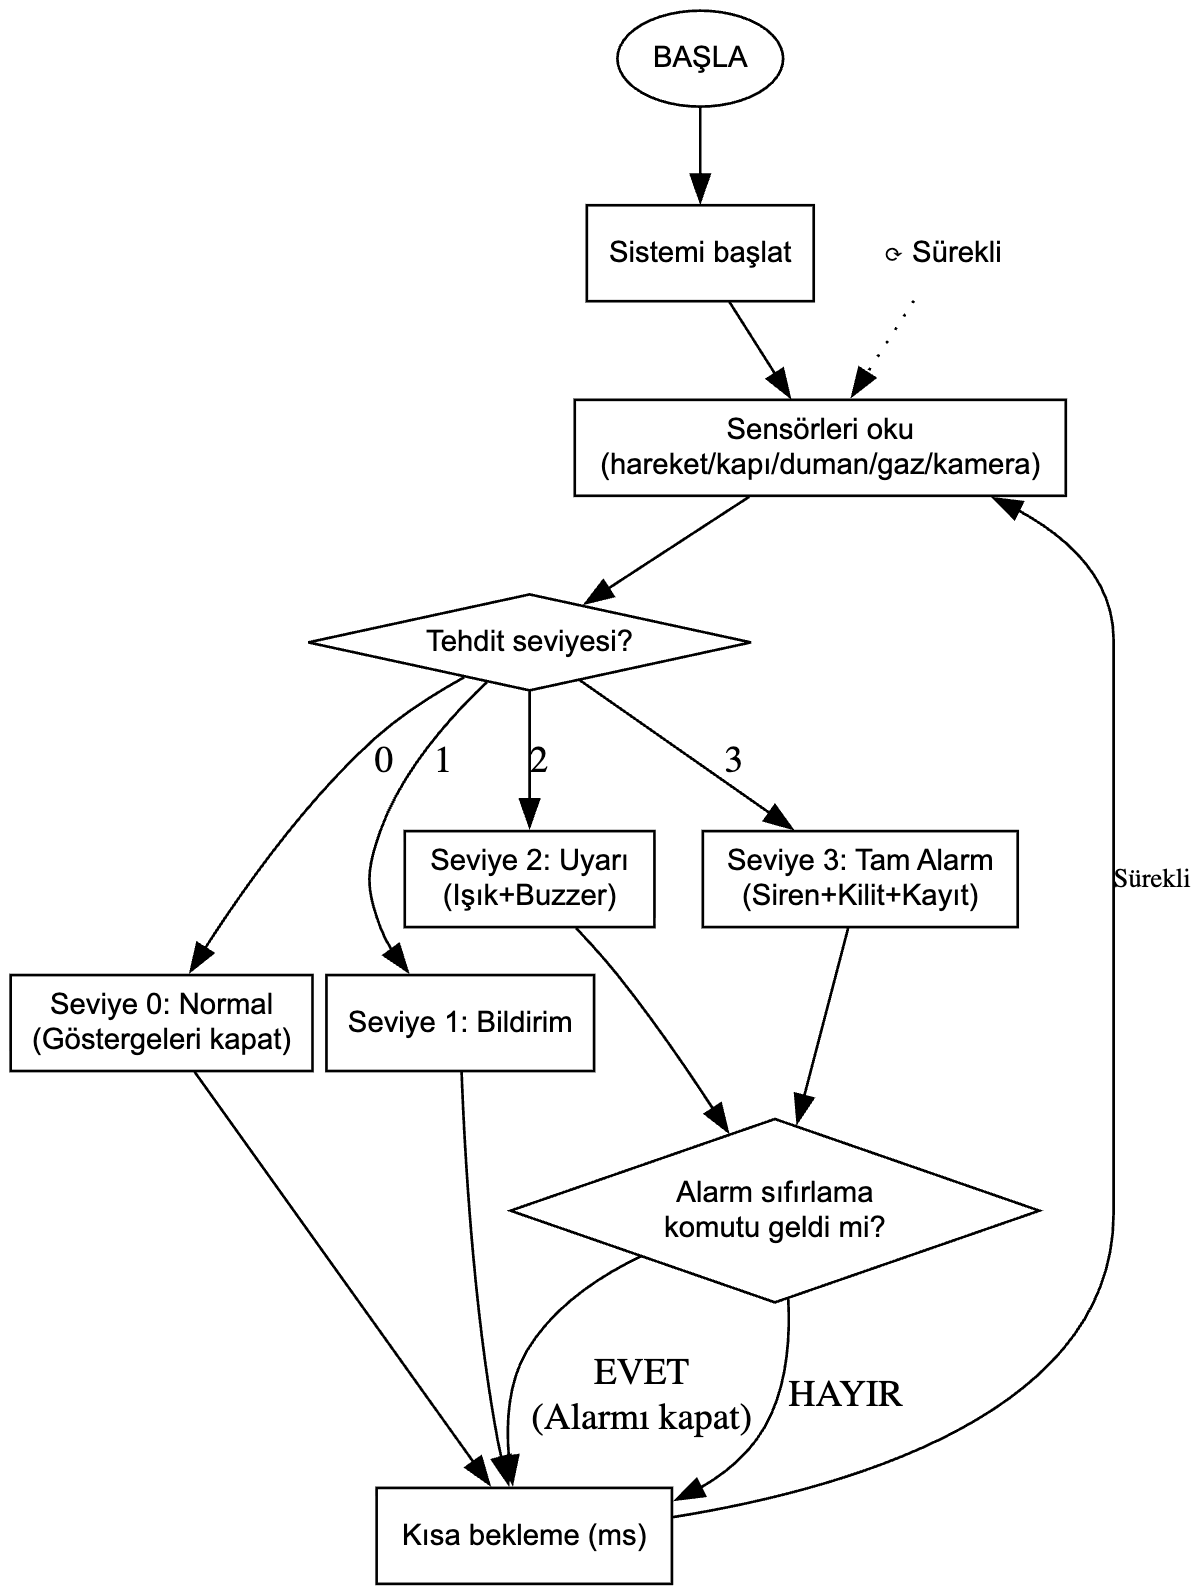 BAŞLA
Sistemi başlat
⟳ Sürekli
Sensörleri oku
(hareket/kapı/duman/gaz/kamera)
Tehdit seviyesi?
0
1
2
3
Seviye 2: Uyarı
(Işık+Buzzer)
Seviye 3: Tam Alarm
(Siren+Kilit+Kayıt)
Sürekli
Seviye 0: Normal
(Göstergeleri kapat)
Seviye 1: Bildirim
Alarm sıfırlama
komutu geldi mi?
EVET
(Alarmı kapat)
HAYIR
Kısa bekleme (ms)